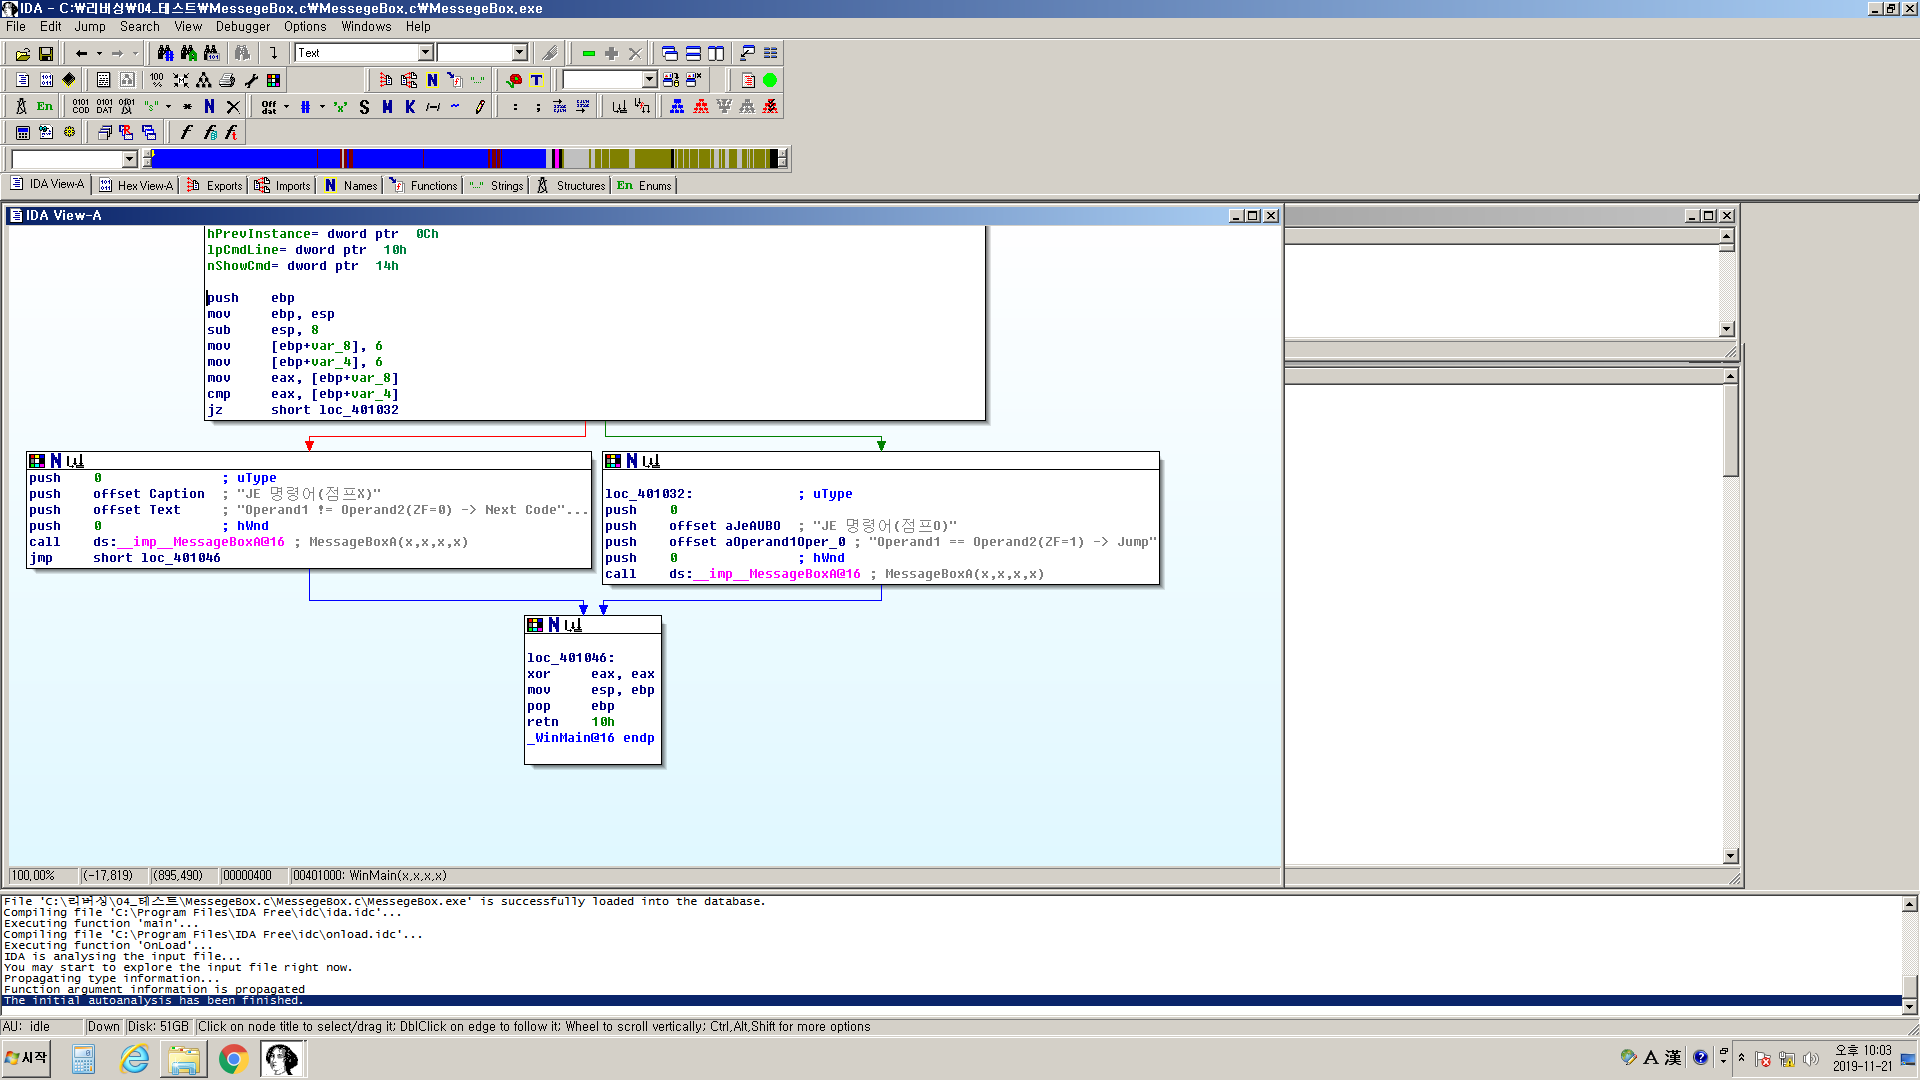 IDA - C:₩리버싱₩04_테스트₩MessegeBox.c₩MessegeBox.c₩MessegeBox.exe
File Edit Jump Search View Debugger Options Windows Help
Text
IDA View-A Hex View-A Exports Imports N Names Functions Strings Structures En Enums
IDA View-A
hPrevInstance= dword ptr 0Ch
lpCmdLine= dword ptr 10h
nShowCmd= dword ptr 14h
push ebp
mov ebp, esp
sub esp, 8
mov [ebp+var_8], 6
mov [ebp+var_4], 6
mov eax, [ebp+var_8]
cmp eax, [ebp+var_4]
jz short loc_401032
push 0 ; uType
push offset Caption ; "JE 명령어(점프X)"
push offset Text ; "Operand1 != Operand2(ZF=0) -> Next Code"...
push 0 ; hWnd
call ds:__imp__MessageBoxA@16 ; MessageBoxA(x,x,x,x)
jmp short loc_401046
loc_401032: ; uType
push 0
push offset aJeAUBO ; "JE 명령어(점프O)"
push offset aOperand1Oper_0 ; "Operand1 == Operand2(ZF=1) -> Jump"
push 0 ; hWnd
call ds:__imp__MessageBoxA@16 ; MessageBoxA(x,x,x,x)
loc_401046:
xor eax, eax
mov esp, ebp
pop ebp
retn 10h
_WinMain@16 endp
100,00% (-17,819) (895,490) 00000400 00401000: WinMain(x,x,x,x)
File 'C:\리버싱\04_테스트\MessegeBox.c\MessegeBox.c\MessegeBox.exe' is successfully loaded into the database.
Compiling file 'C:\Program Files\IDA Free\idc\ida.idc'...
Executing function 'main'...
Compiling file 'C:\Program Files\IDA Free\idc\onload.idc'...
Executing function 'OnLoad'...
IDA is analysing the input file...
You may start to explore the input file right now.
Propagating type information...
Function argument information is propagated
The initial autoanalysis has been finished.
AU: idle Down Disk: 51GB Click on node title to select/drag it; DblClick on edge to follow it; Wheel to scroll vertically; Ctrl,Alt,Shift for more options
시작 A 漢 오후 10:03
2019-11-21